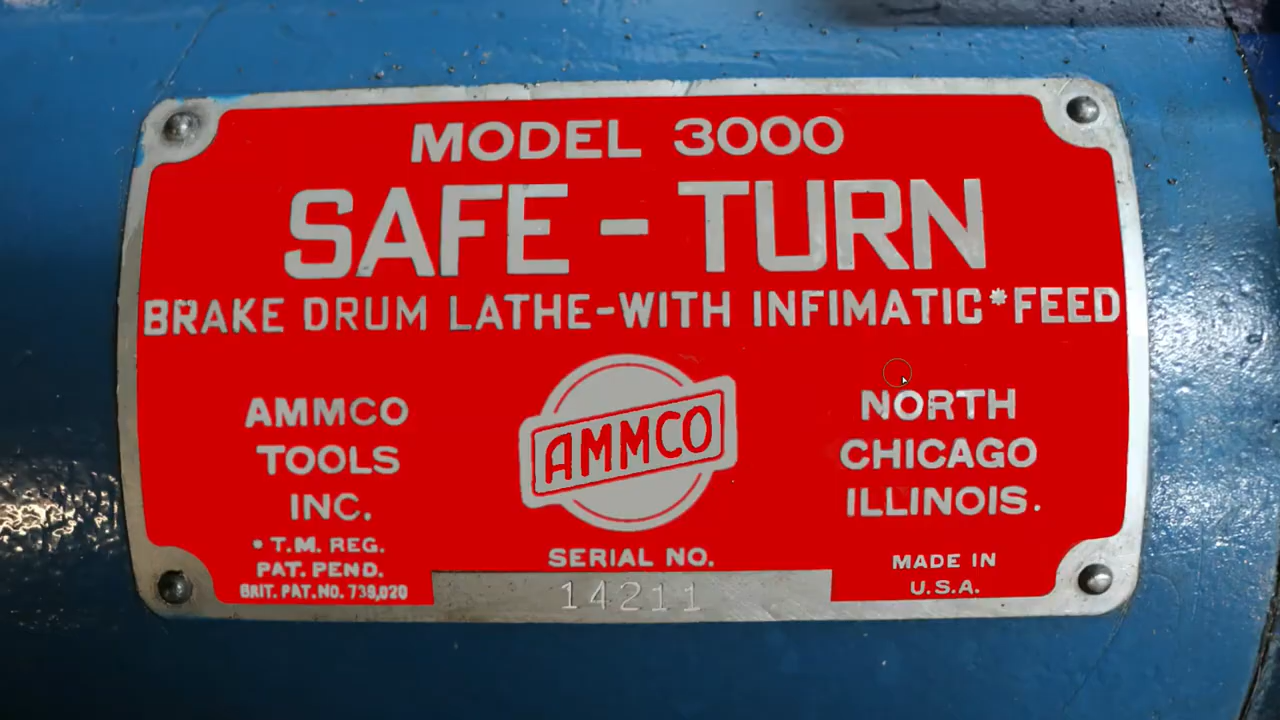 MODEL 3000
SAFE - TURN
BRAKE DRUM LATHE-WITH INFIMATIC*FEED
AMMCO
TOOLS
INC.
* T.M. REG.
PAT. PEND.
BRIT. PAT. NO. 739,020
AMMCO
SERIAL NO.
14211
NORTH
CHICAGO
ILLINOIS.
MADE IN
U.S.A.